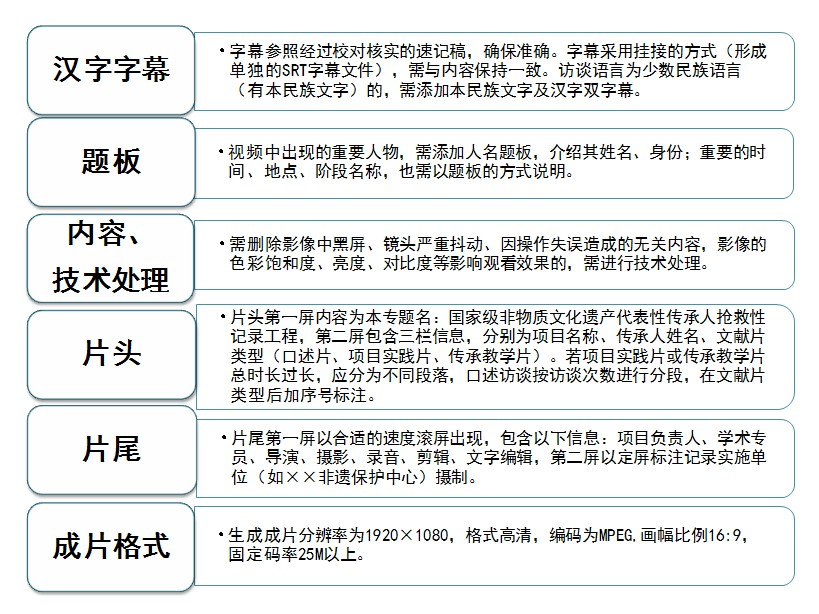 汉字字幕
•字幕参照经过校对核实的速记稿，确保准确。字幕采用挂接的方式（形成
单独的SRT字幕文件），需与内容保持一致。访谈语言为少数民族语言
（有本民族文字）的，需添加本民族文字及汉字双字幕。
题板
•视频中出现的重要人物，需添加人名题板，介绍其姓名、身份；重要的时
间、地点、阶段名称，也需以题板的方式说明。
内容、
技术处理
•需删除影像中黑屏、镜头严重抖动、因操作失误造成的无关内容，影像的
色彩饱和度、亮度、对比度等影响观看效果的，需进行技术处理。
片头
•片头第一屏内容为本专题名：国家级非物质文化遗产代表性传承人抢救性
记录工程，第二屏包含三栏信息，分别为项目名称、传承人姓名、文献片
类型（口述片、项目实践片、传承教学片）。若项目实践片或传承教学片
总时长过长，应分为不同段落，口述访谈按访谈次数进行分段，在文献片
类型后加序号标注。
片尾
•片尾第一屏以合适的速度滚屏出现，包含以下信息：项目负责人、学术专
员、导演、摄影、录音、剪辑、文字编辑，第二屏以定屏标注记录实施单
位（如××非遗保护中心）摄制。
成片格式
•生成成片分辨率为1920×1080，格式高清，编码为MPEG,画幅比例16:9，
固定码率25M以上。